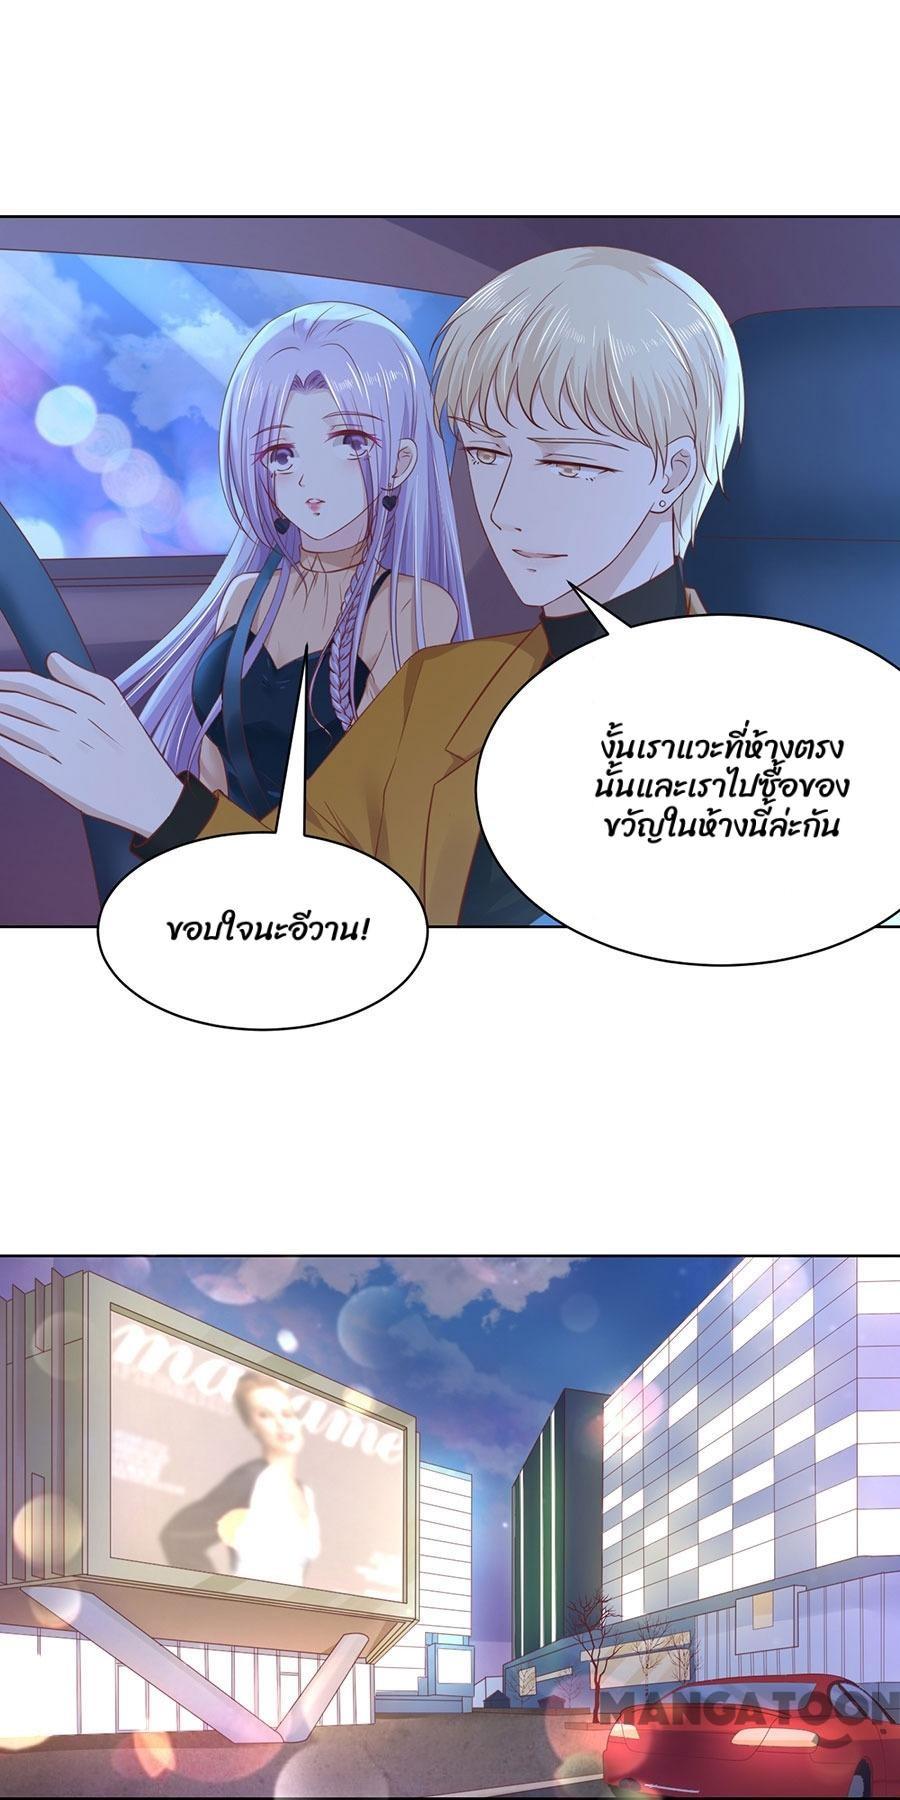 งั้นเราแวะที่ห้างตรง
นั้นและเราไปซื้อของ
ขวัญในห้างนี้ล่ะกัน
ขอบใจนะอีวาน!
madame
MANGATOON